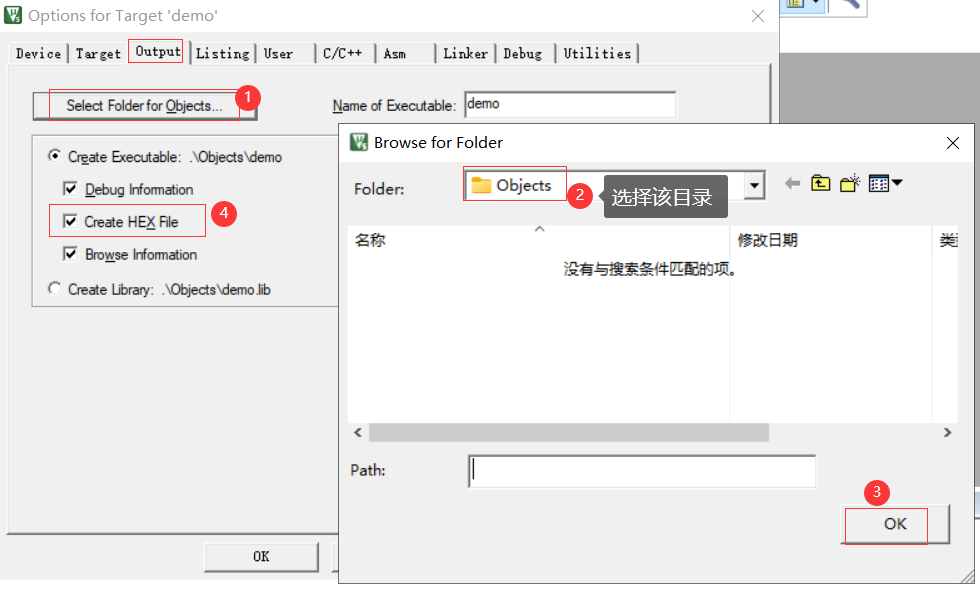 Options for Target 'demo'
Device
Target
Output
Listing
User
C/C++
Asm
Linker
Debug
Utilities
Select Folder for Objects...
1
Name of Executable:
demo
Create Executable: .\Objects\demo
Debug Information
Create HEX File
4
Browse Information
Create Library: .\Objects\demo.lib
OK
Browse for Folder
Folder:
Objects
2
选择该目录
名称
修改日期
没有与搜索条件匹配的项。
Path:
3
OK